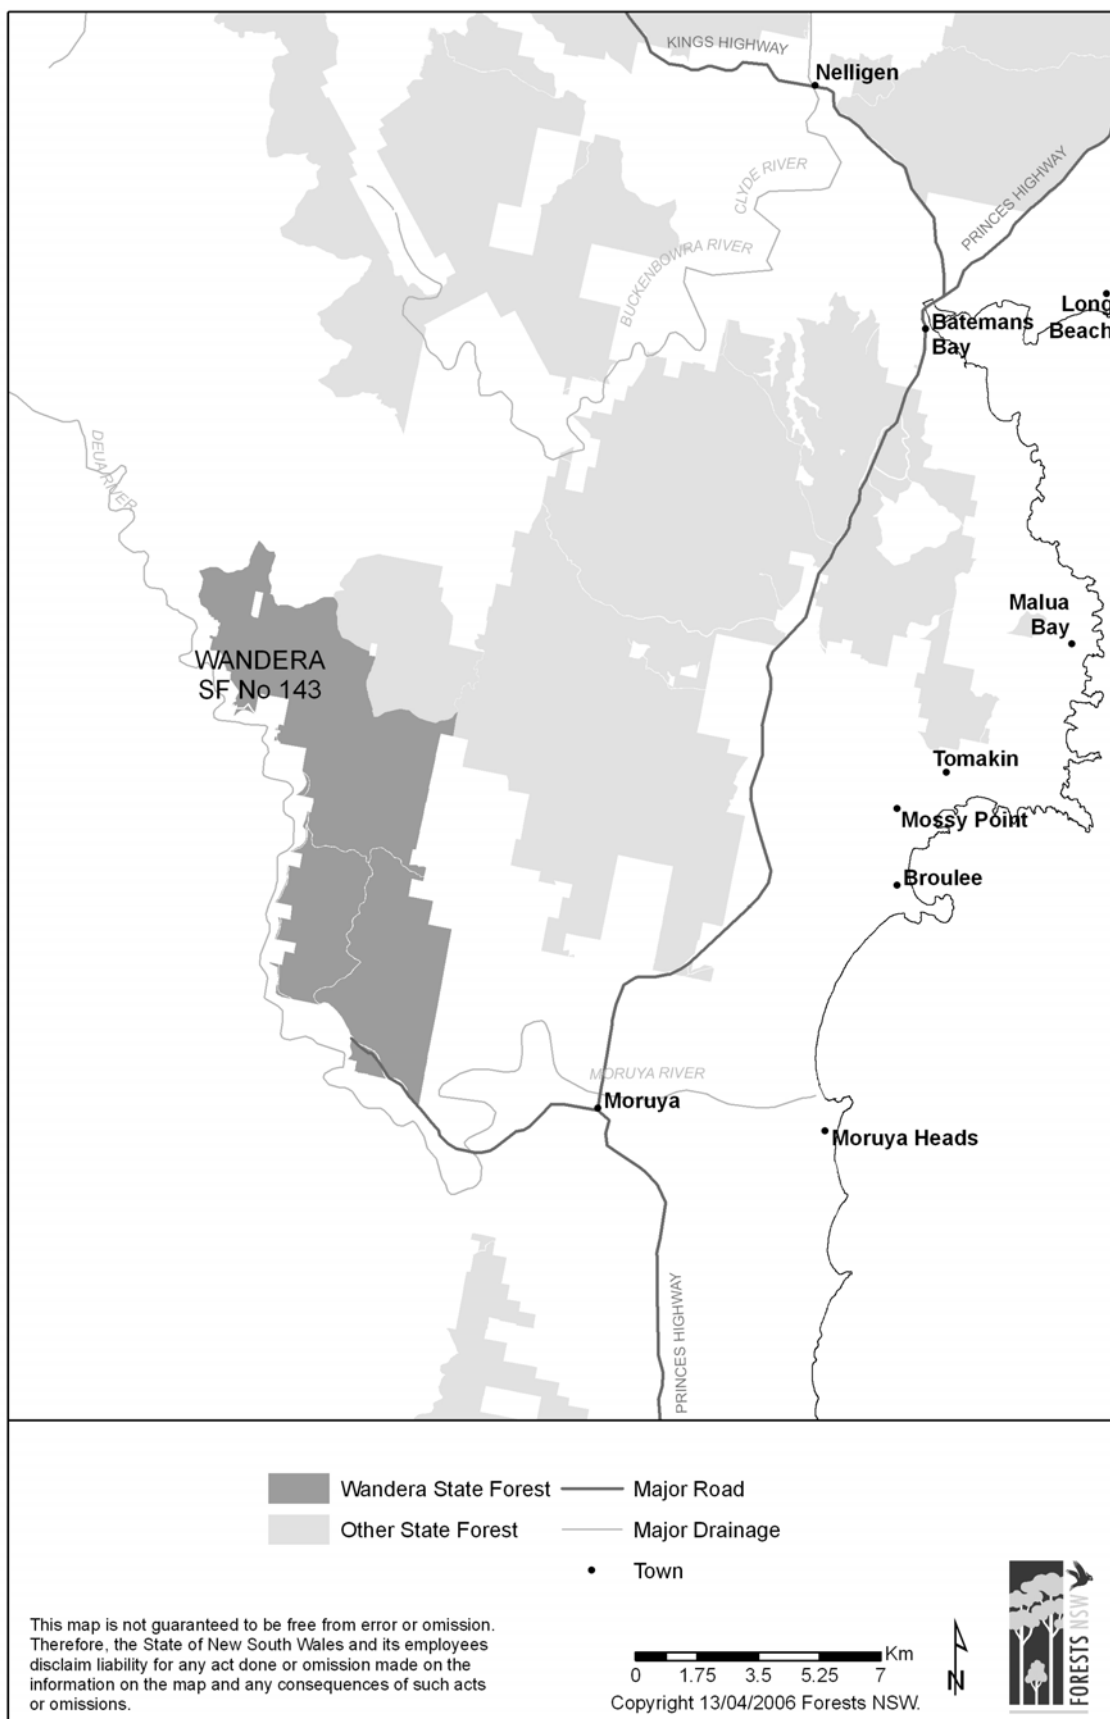 KINGS HIGHWAY
Nelligen
CLYDE RIVER
PRINCES HIGHWAY
BUCKENBOWRA RIVER
Long
Beach
Batemans
Bay
DEUA RIVER
Malua
Bay
WANDERA
SF No 143
Tomakin
Mossy Point
Broulee
MORUYA RIVER
Moruya
Moruya Heads
PRINCES HIGHWAY
Wandera State Forest
Major Road
Other State Forest
Major Drainage
Town
This map is not guaranteed to be free from error or omission.
Therefore, the State of New South Wales and its employees
disclaim liability for any act done or omission made on the
information on the map and any consequences of such acts
or omissions.
Km
0 1.75 3.5 5.25 7
Copyright 13/04/2006 Forests NSW.
N
FORESTS NSW